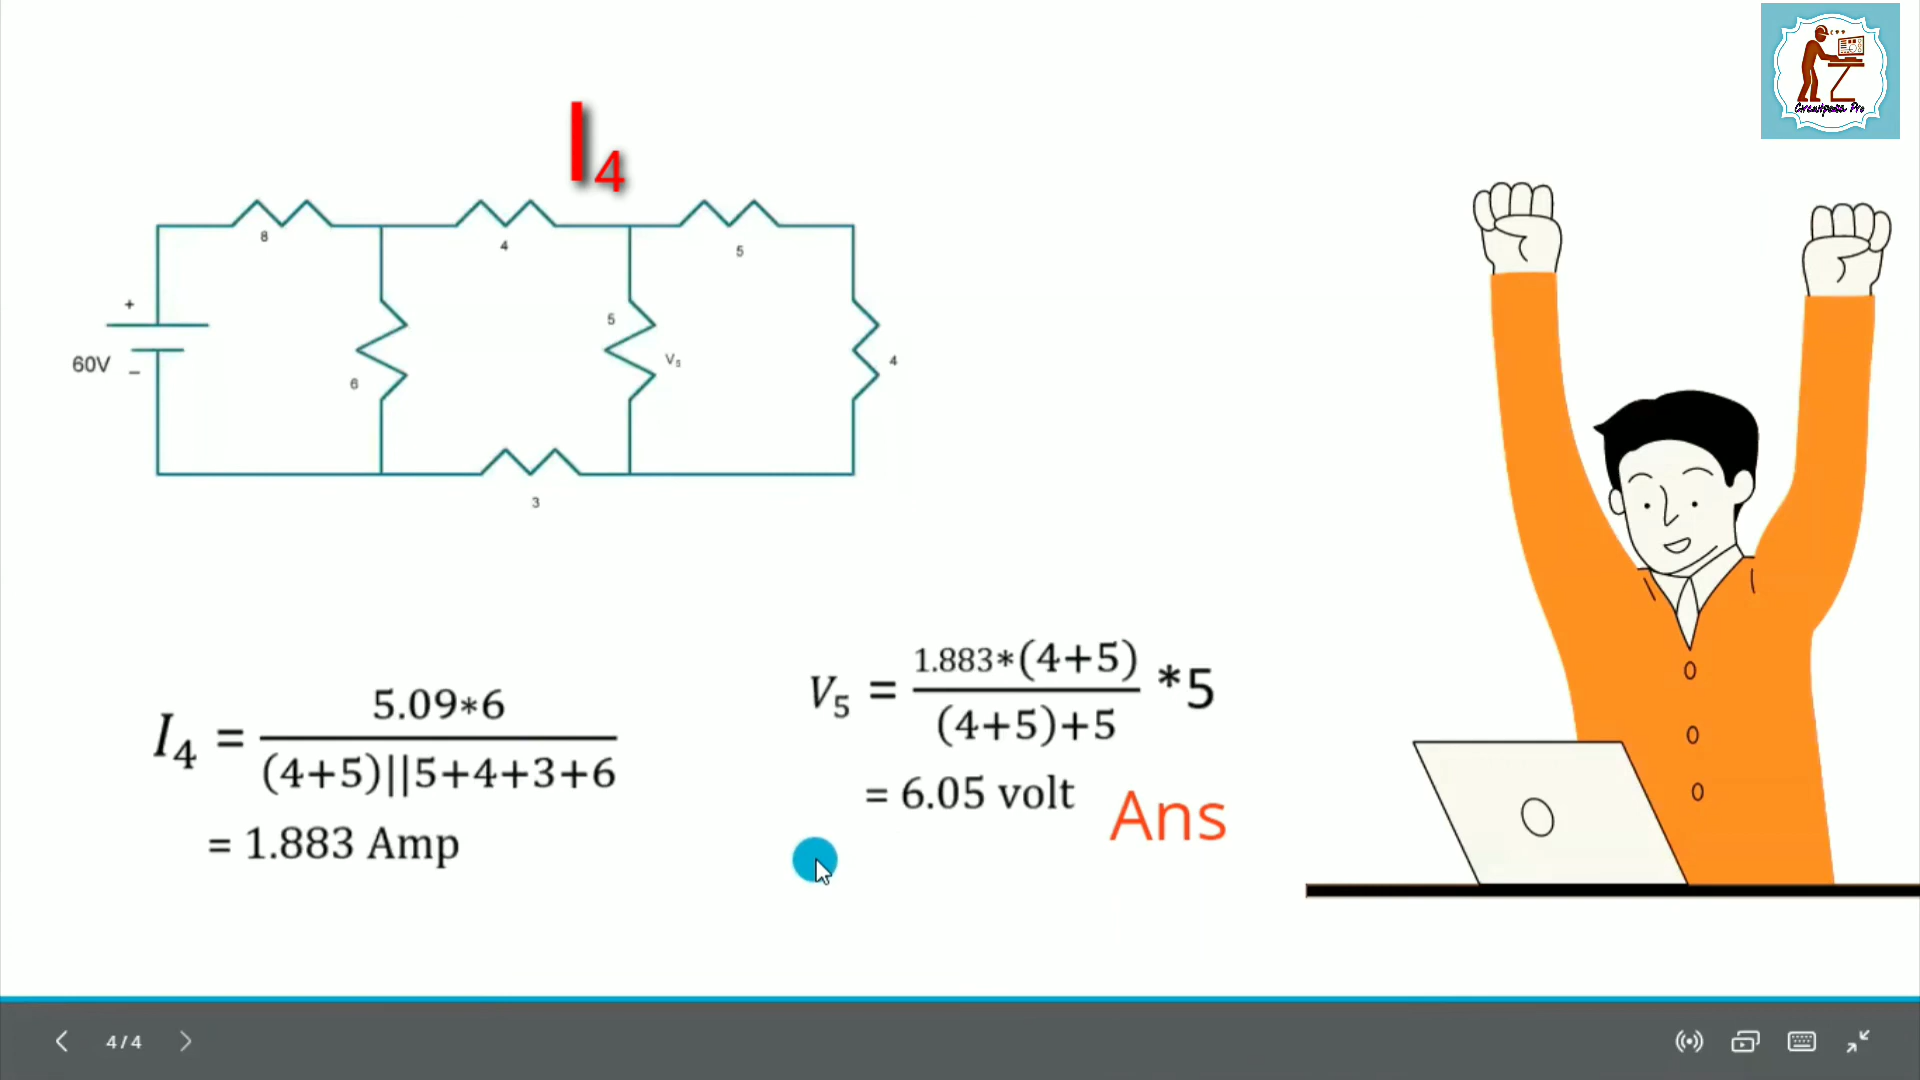 C++
Circuitpedia Pro
I₄
8
4
5
+
60V
−
6
5
V₅
4
3
I₄ = 5.09*6 / (4+5)||5+4+3+6
= 1.883 Amp
V₅ = 1.883*(4+5) / (4+5)+5 *5
= 6.05 volt
Ans
4/4